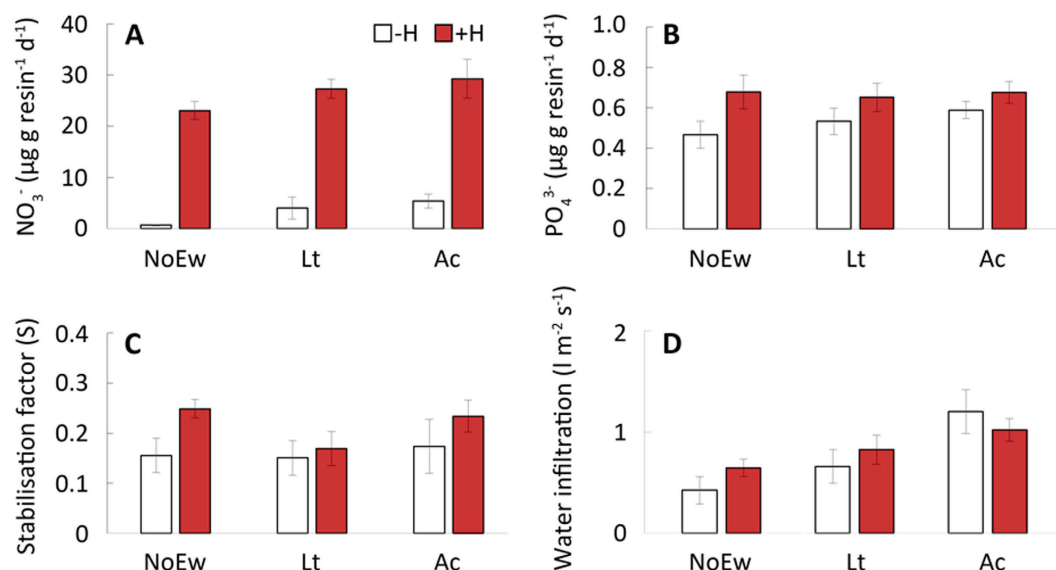 A
-H +H
NO₃⁻ (µg g resin⁻¹ d⁻¹)
40
30
20
10
0
NoEw Lt Ac
B
PO₄³⁻ (µg g resin⁻¹ d⁻¹)
1.0
0.8
0.6
0.4
0.2
0
NoEw Lt Ac
C
Stabilisation factor (S)
0.4
0.3
0.2
0.1
0
NoEw Lt Ac
D
Water infiltration (l m⁻² s⁻¹)
2
1
0
NoEw Lt Ac